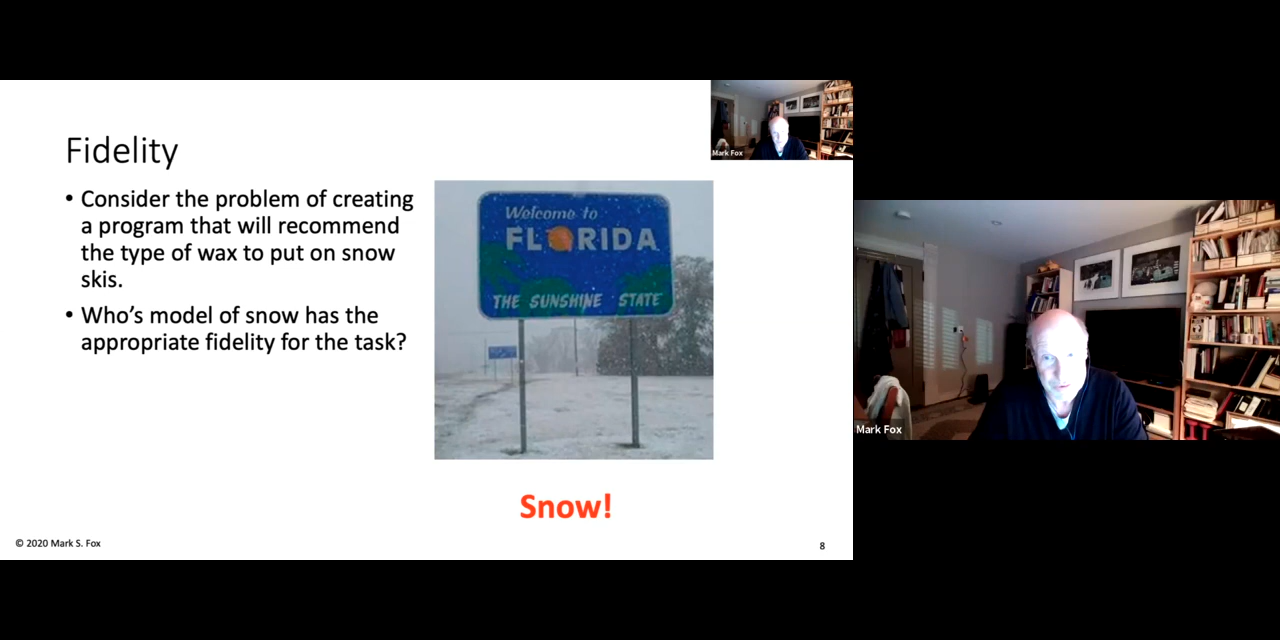 Fidelity
• Consider the problem of creating
a program that will recommend
the type of wax to put on snow
skis.
• Who's model of snow has the
appropriate fidelity for the task?
Welcome to
FLORIDA
THE SUNSHINE STATE
Snow!
© 2020 Mark S. Fox
8
Mark Fox
Mark Fox